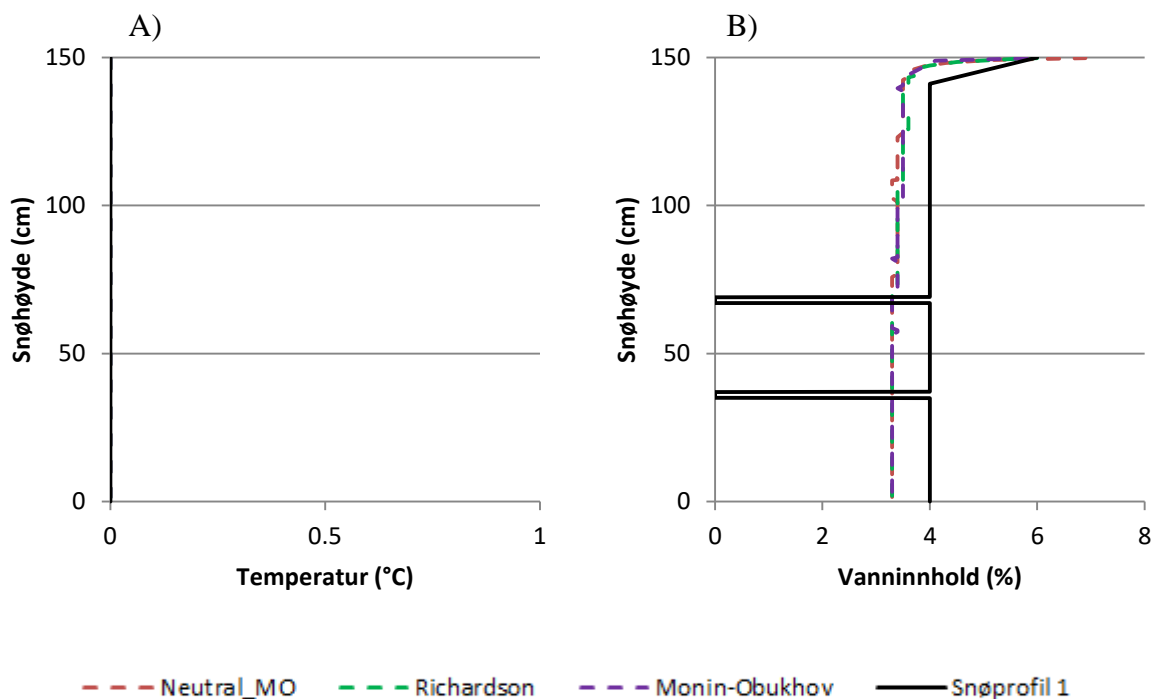 A)
150
100
50
0
Snøhøyde (cm)
0 0.5 1
Temperatur (°C)
B)
150
100
50
0
Snøhøyde (cm)
0 2 4 6 8
Vanninnhold (%)
Neutral_MO Richardson Monin-Obukhov Snøprofil 1